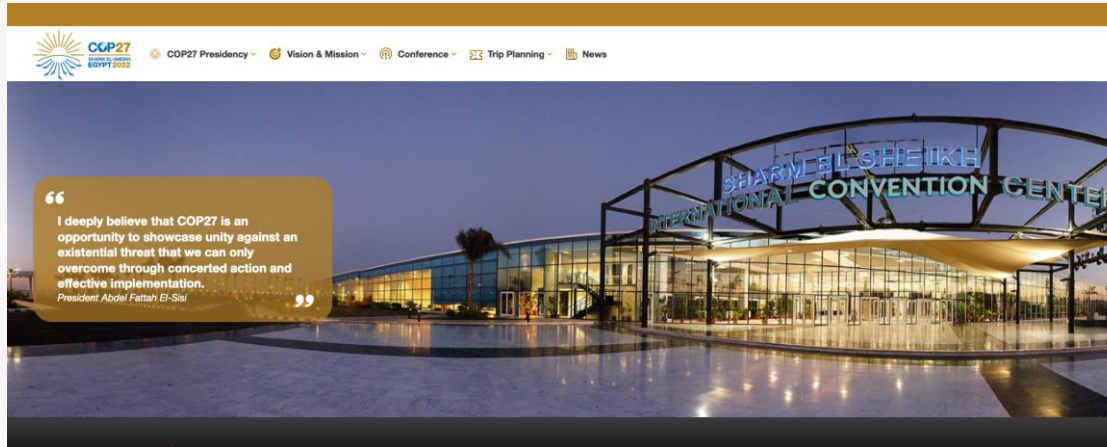 COP27
SHARM EL-SHEIKH
EGYPT2022
COP27 Presidency
Vision & Mission
Conference
Trip Planning
News
SHARM EL SHEIKH
INTERNATIONAL CONVENTION CENTER
“
I deeply believe that COP27 is an
opportunity to showcase unity against an
existential threat that we can only
overcome through concerted action and
effective implementation.
President Abdel Fattah El-Sisi
”